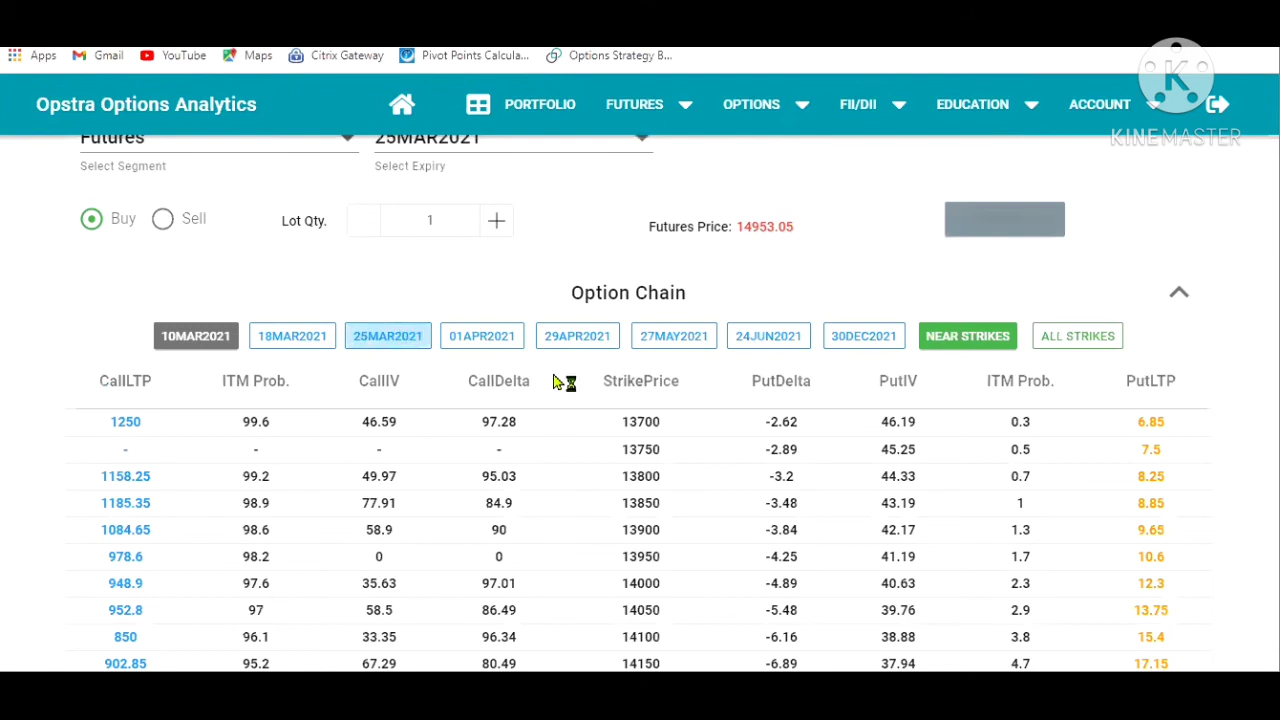 Apps Gmail YouTube Maps Citrix Gateway Pivot Points Calcula... Options Strategy B...
Opstra Options Analytics PORTFOLIO FUTURES OPTIONS FII/DII EDUCATION ACCOUNT
K
KINEMASTER
Futures 25MAR2021
Select Segment Select Expiry
Buy Sell Lot Qty. 1 + Futures Price: 14953.05
Option Chain
10MAR2021 18MAR2021 25MAR2021 01APR2021 29APR2021 27MAY2021 24JUN2021 30DEC2021 NEAR STRIKES ALL STRIKES
CallLTP ITM Prob. CallIV CallDelta StrikePrice PutDelta PutIV ITM Prob. PutLTP
1250 99.6 46.59 97.28 13700 -2.62 46.19 0.3 6.85
- - - - 13750 -2.89 45.25 0.5 7.5
1158.25 99.2 49.97 95.03 13800 -3.2 44.33 0.7 8.25
1185.35 98.9 77.91 84.9 13850 -3.48 43.19 1 8.85
1084.65 98.6 58.9 90 13900 -3.84 42.17 1.3 9.65
978.6 98.2 0 0 13950 -4.25 41.19 1.7 10.6
948.9 97.6 35.63 97.01 14000 -4.89 40.63 2.3 12.3
952.8 97 58.5 86.49 14050 -5.48 39.76 2.9 13.75
850 96.1 33.35 96.34 14100 -6.16 38.88 3.8 15.4
902.85 95.2 67.29 80.49 14150 -6.89 37.94 4.7 17.15